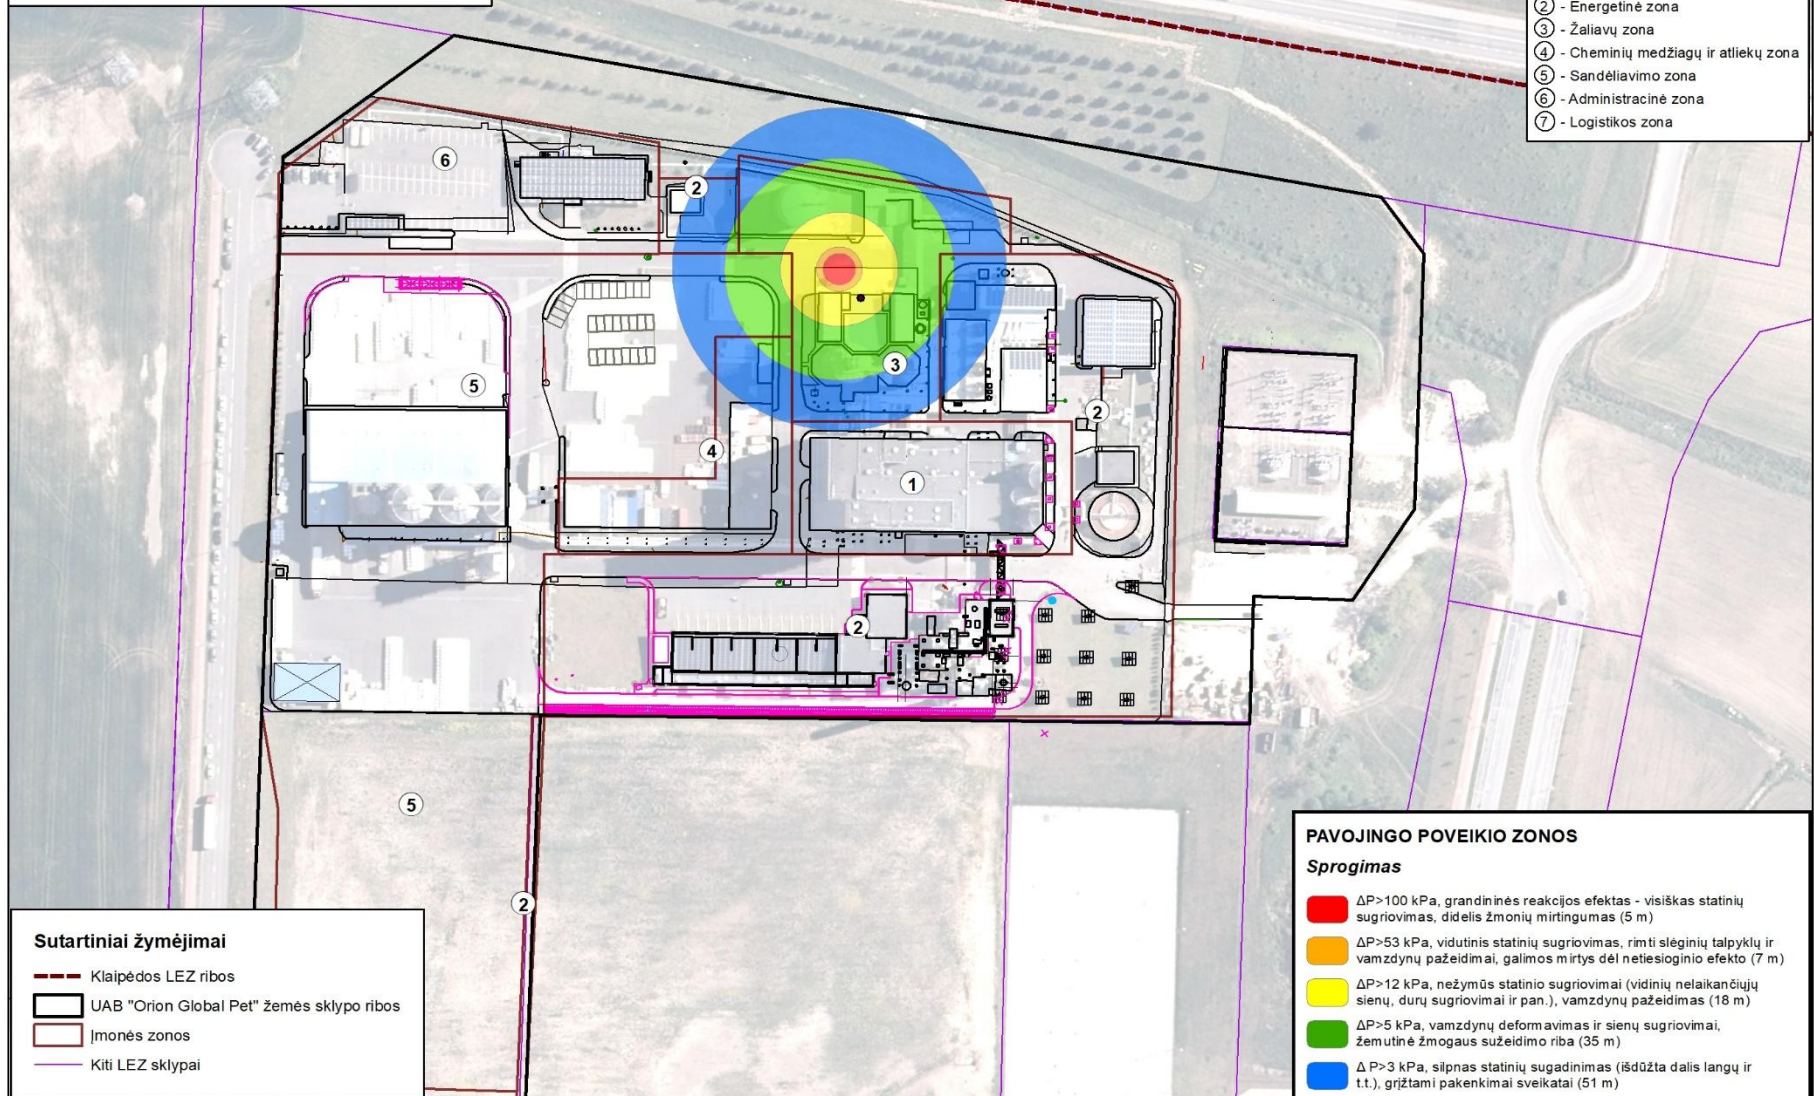 ② - Energetinė zona
③ - Žaliavų zona
④ - Cheminių medžiagų ir atliekų zona
⑤ - Sandėliavimo zona
⑥ - Administracinė zona
⑦ - Logistikos zona
6
2
3
5
2
4
1
2
5
2
Sutartiniai žymėjimai
Klaipėdos LEZ ribos
UAB "Orion Global Pet" žemės sklypo ribos
Įmonės zonos
Kiti LEZ sklypai
PAVOJINGO POVEIKIO ZONOS
Sprogimas
ΔP>100 kPa, grandininės reakcijos efektas - visiškas statinių
sugriovimas, didelis žmonių mirtingumas (5 m)
ΔP>53 kPa, vidutinis statinių sugriovimas, rimti slėginių talpyklų ir
vamzdynų pažeidimai, galimos mirtys dėl netiesioginio efekto (7 m)
ΔP>12 kPa, nežymūs statinio sugriovimai (vidinių nelaikančiųjų
sienų, durų sugriovimai ir pan.), vamzdynų pažeidimas (18 m)
ΔP>5 kPa, vamzdynų deformavimas ir sienų sugriovimai,
žemutinė žmogaus sužeidimo riba (35 m)
Δ P>3 kPa, silpnas statinių sugadinimas (išdūžta dalis langų ir
t.t.), grįžtami pakenkimai sveikatai (51 m)